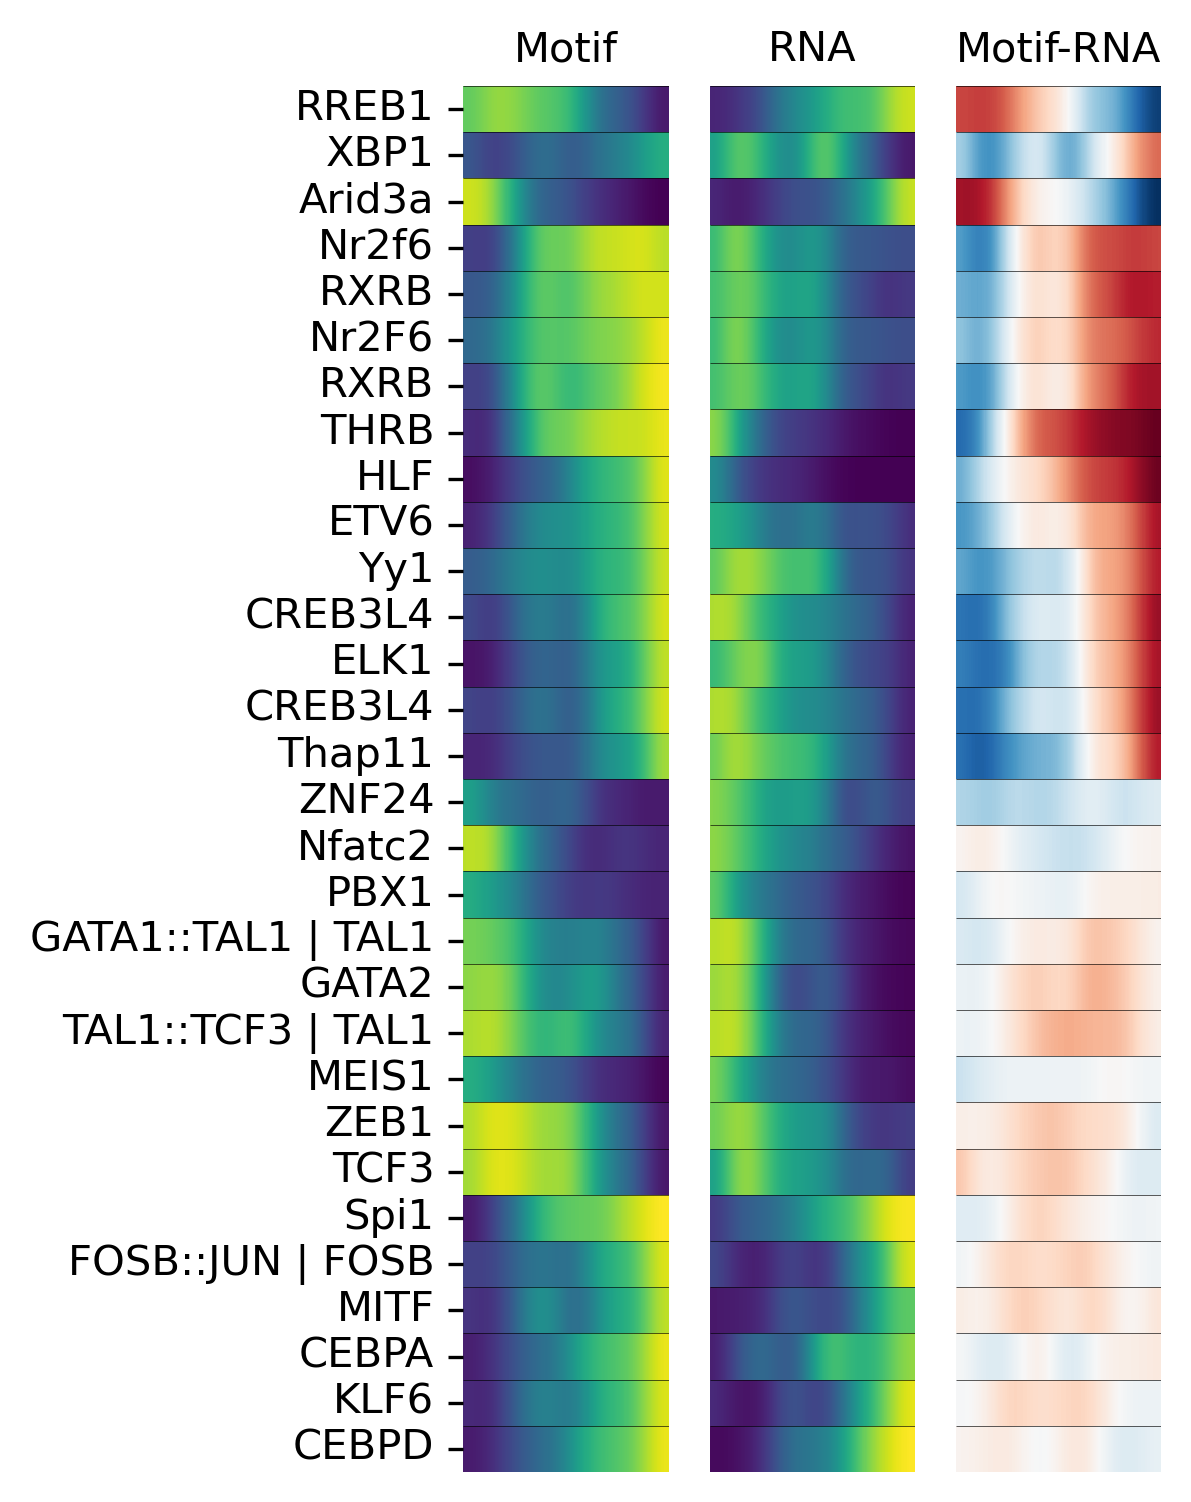 Motif RNA Motif-RNA
RREB1
XBP1
Arid3a
Nr2f6
RXRB
Nr2F6
RXRB
THRB
HLF
ETV6
Yy1
CREB3L4
ELK1
CREB3L4
Thap11
ZNF24
Nfatc2
PBX1
GATA1::TAL1 | TAL1
GATA2
TAL1::TCF3 | TAL1
MEIS1
ZEB1
TCF3
Spi1
FOSB::JUN | FOSB
MITF
CEBPA
KLF6
CEBPD